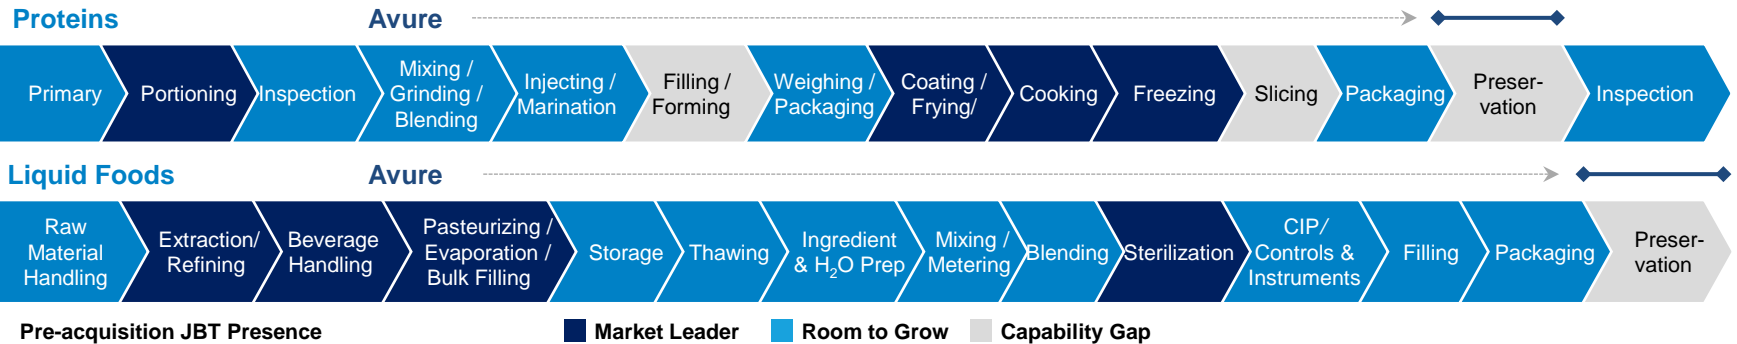 Proteins
Avure
Primary
Portioning
Inspection
Mixing /
Grinding /
Blending
Injecting /
Marination
Filling /
Forming
Weighing /
Packaging
Coating /
Frying/
Cooking
Freezing
Slicing
Packaging
Preser-
vation
Inspection
Liquid Foods
Avure
Raw
Material
Handling
Extraction/
Refining
Beverage
Handling
Pasteurizing /
Evaporation /
Bulk Filling
Storage
Thawing
Ingredient
& H₂O Prep
Mixing /
Metering
Blending
Sterilization
CIP/
Controls &
Instruments
Filling
Packaging
Preser-
vation
Pre-acquisition JBT Presence
Market Leader
Room to Grow
Capability Gap